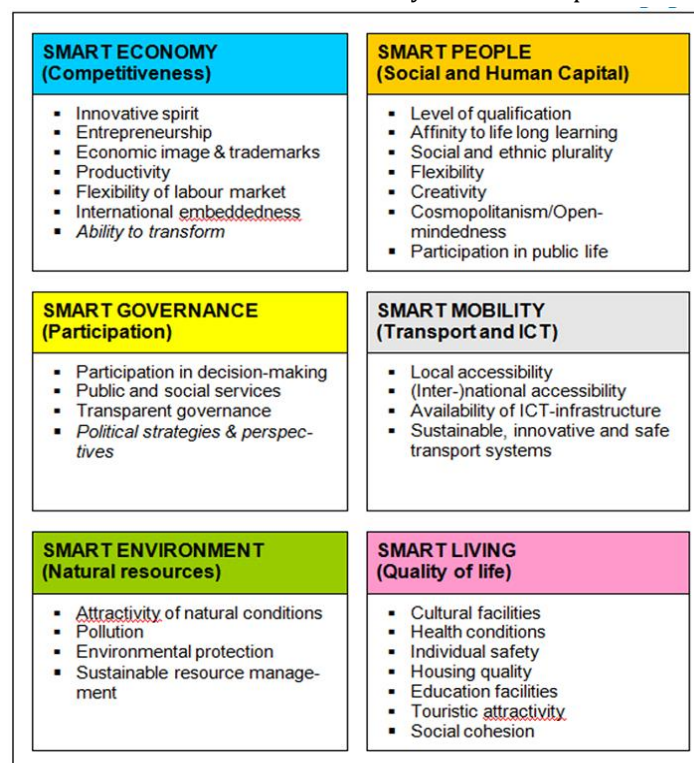 SMART ECONOMY
(Competitiveness)
▪ Innovative spirit
▪ Entrepreneurship
▪ Economic image & trademarks
▪ Productivity
▪ Flexibility of labour market
▪ International embeddedness
▪ Ability to transform
SMART PEOPLE
(Social and Human Capital)
▪ Level of qualification
▪ Affinity to life long learning
▪ Social and ethnic plurality
▪ Flexibility
▪ Creativity
▪ Cosmopolitanism/Open-
mindedness
▪ Participation in public life
SMART GOVERNANCE
(Participation)
▪ Participation in decision-making
▪ Public and social services
▪ Transparent governance
▪ Political strategies & perspec-
tives
SMART MOBILITY
(Transport and ICT)
▪ Local accessibility
▪ (Inter-)national accessibility
▪ Availability of ICT-infrastructure
▪ Sustainable, innovative and safe
transport systems
SMART ENVIRONMENT
(Natural resources)
▪ Attractivity of natural conditions
▪ Pollution
▪ Environmental protection
▪ Sustainable resource manage-
ment
SMART LIVING
(Quality of life)
▪ Cultural facilities
▪ Health conditions
▪ Individual safety
▪ Housing quality
▪ Education facilities
▪ Touristic attractivity
▪ Social cohesion